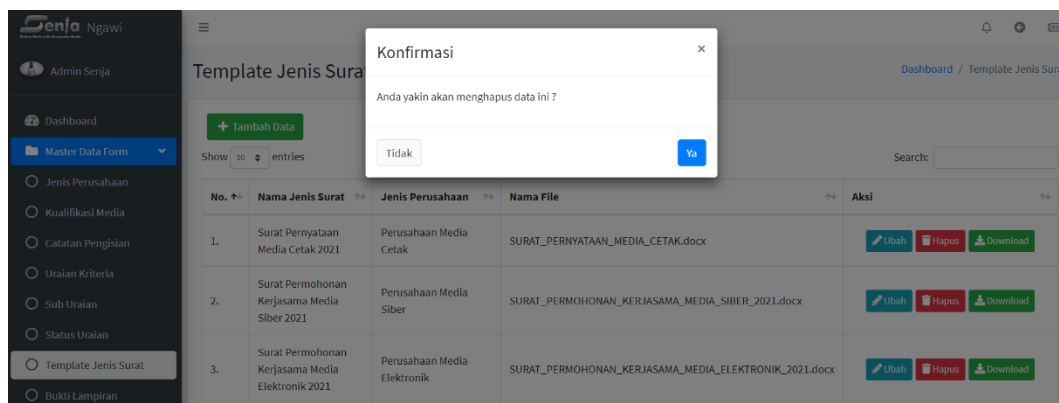 Senja Ngawi
Admin Senja
Dashboard
Master Data Form
Jenis Perusahaan
Kualifikasi Media
Catatan Pengisian
Uraian Kriteria
Sub Uraian
Status Uraian
Template Jenis Surat
Bukti Lampiran
Template Jenis Surat
Dashboard / Template Jenis Sura
Konfirmasi ×
Anda yakin akan menghapus data ini ?
Tidak Ya
+ Tambah Data
Show 10 entries
Search:
No. Nama Jenis Surat Jenis Perusahaan Nama File Aksi
1. Surat Pernyataan Media Cetak 2021 Perusahaan Media Cetak SURAT_PERNYATAAN_MEDIA_CETAK.docx Ubah Hapus Download
2. Surat Permohonan Kerjasama Media Siber 2021 Perusahaan Media Siber SURAT_PERMOHONAN_KERJASAMA_MEDIA_SIBER_2021.docx Ubah Hapus Download
3. Surat Permohonan Kerjasama Media Elektronik 2021 Perusahaan Media Elektronik SURAT_PERMOHONAN_KERJASAMA_MEDIA_ELEKTRONIK_2021.docx Ubah Hapus Download